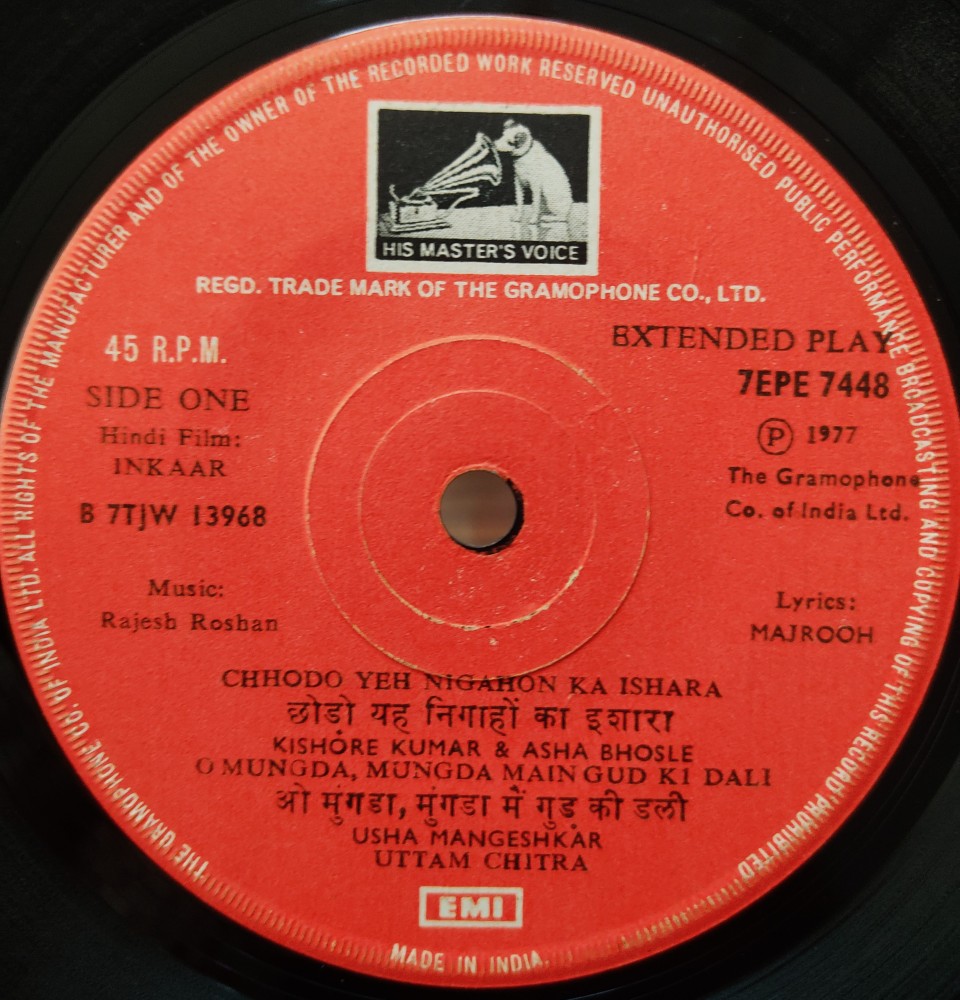 THE GRAMOPHONE CO. OF INDIA LTD. ALL RIGHTS OF THE MANUFACTURER AND OF THE OWNER OF THE RECORDED WORK RESERVED UNAUTHORISED PUBLIC PERFORMANCE BROADCASTING AND COPYING OF THIS RECORD PROHIBITED
HIS MASTER'S VOICE
REGD. TRADE MARK OF THE GRAMOPHONE CO., LTD.
45 R.P.M.
SIDE ONE
Hindi Film:
INKAAR
B 7TJW 13968
EXTENDED PLAY
7EPE 7448
Ⓟ 1977
The Gramophone
Co. of India Ltd.
Music:
Rajesh Roshan
Lyrics:
MAJROOH
CHHODO YEH NIGAHON KA ISHARA
छोड़ो यह निगाहों का इशारा
KISHORE KUMAR & ASHA BHOSLE
O MUNGDA, MUNGDA MAIN GUD KI DALI
ओ मुंगडा, मुंगडा मैं गुड़ की डली
USHA MANGESHKAR
UTTAM CHITRA
EMI
MADE IN INDIA.